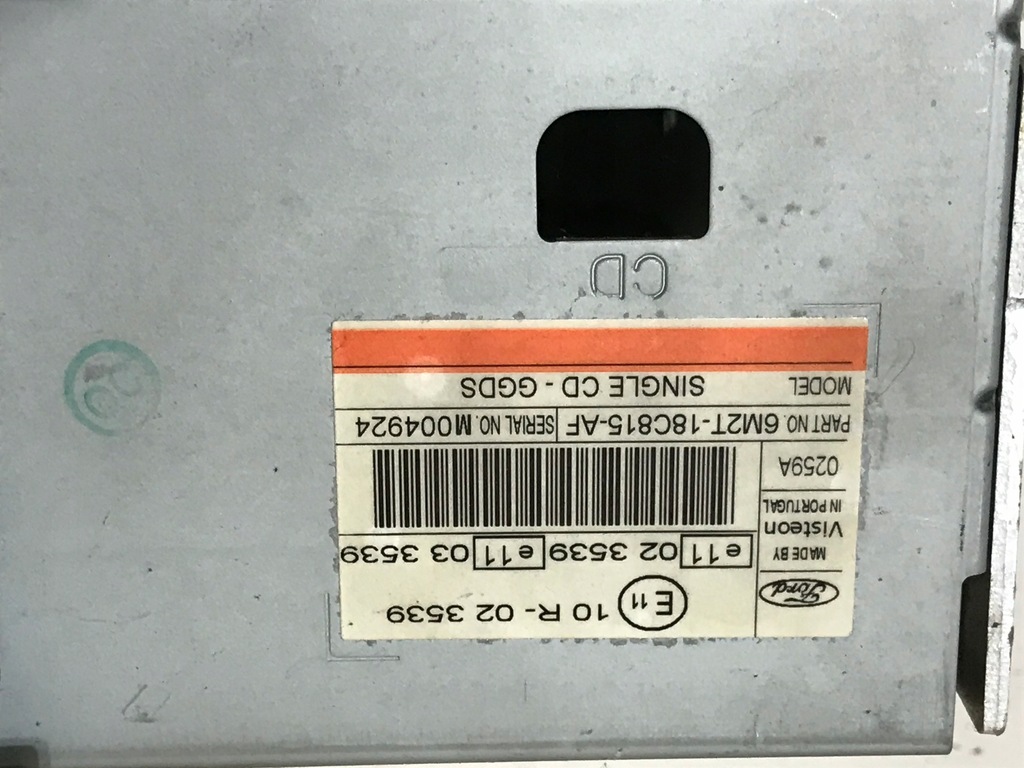 Ford
E 11 10 R- 02 3539
MADE BY
Visteon
IN PORTUGAL
e11 02 3539 e11 03 3539
0259A
PART NO. 6M2T-18C815-AF SERIAL NO. M004924
MODEL SINGLE CD - GGDS
CD